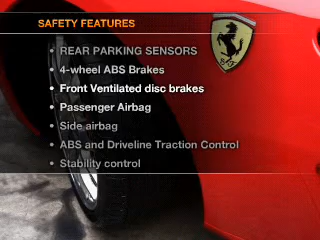 SAFETY FEATURES
• REAR PARKING SENSORS
• 4-wheel ABS Brakes
• Front Ventilated disc brakes
• Passenger Airbag
• Side airbag
• ABS and Driveline Traction Control
• Stability control